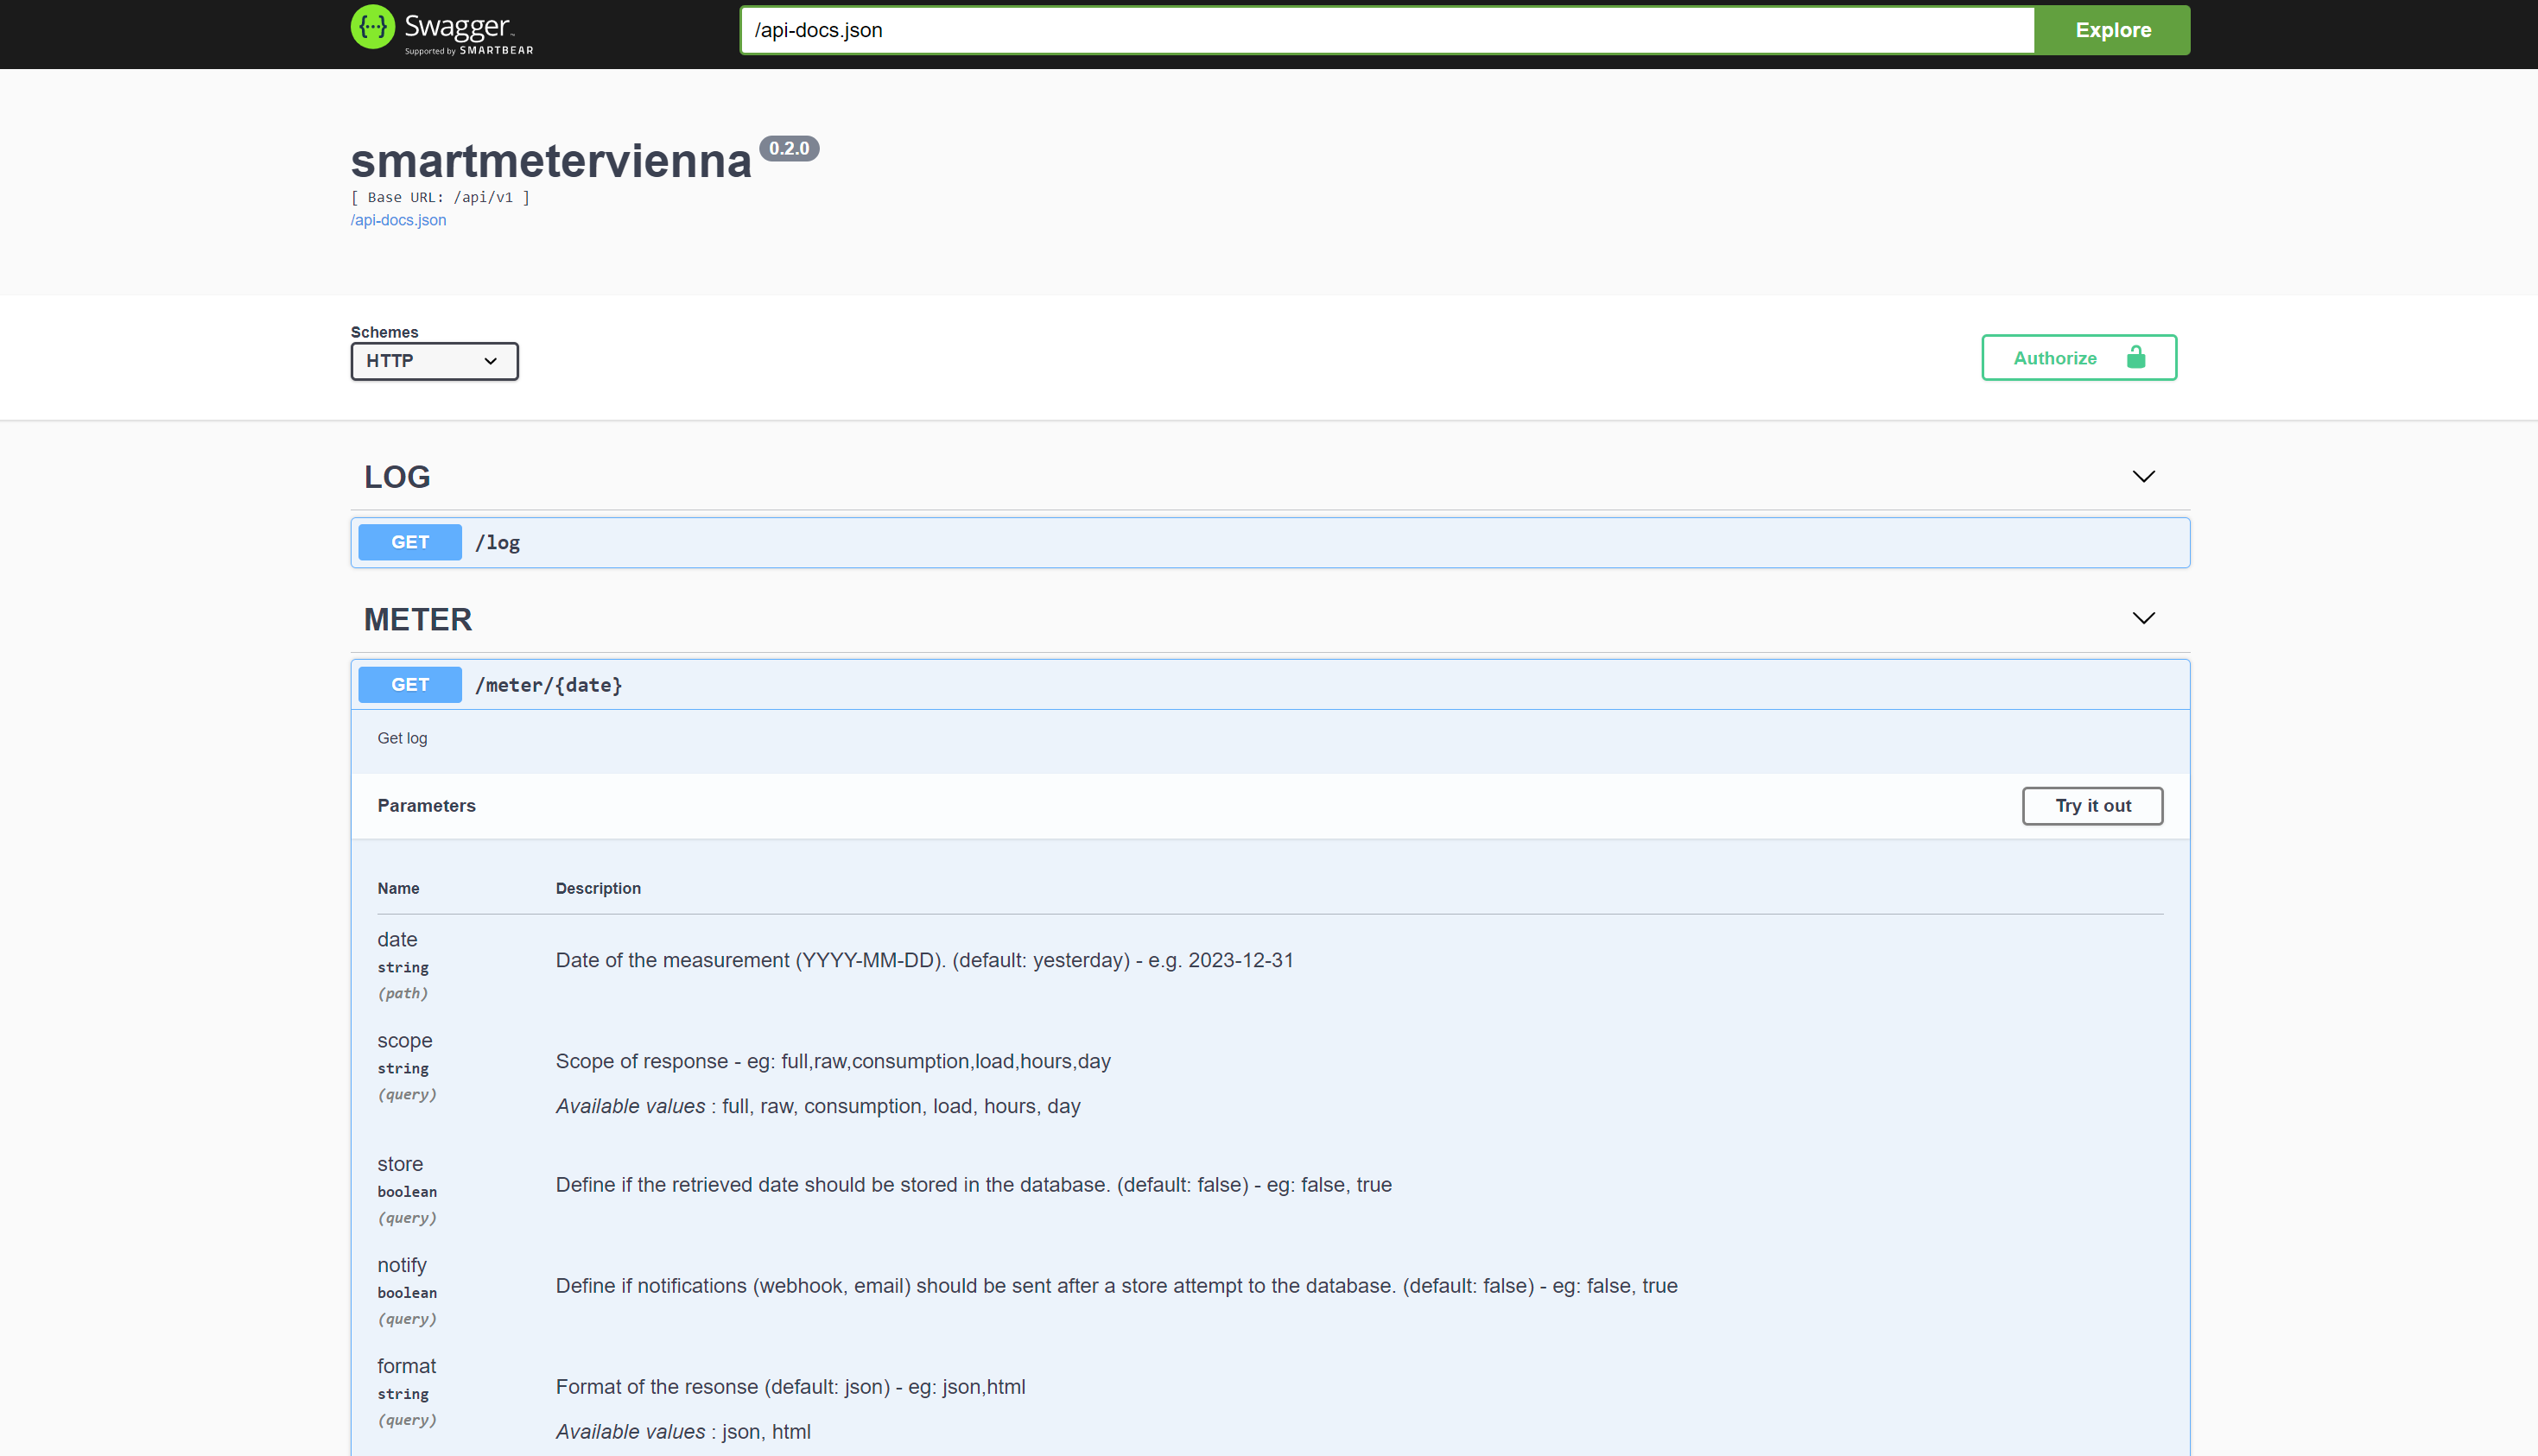 Swagger
Supported by SMARTBEAR
/api-docs.json
Explore
smartmetervienna 0.2.0
[ Base URL: /api/v1 ]
/api-docs.json
Schemes
HTTP
Authorize
LOG
GET /log
METER
GET /meter/{date}
Get log
Parameters
Try it out
Name Description
date
string
(path)
Date of the measurement (YYYY-MM-DD). (default: yesterday) - e.g. 2023-12-31
scope
string
(query)
Scope of response - eg: full,raw,consumption,load,hours,day
Available values : full, raw, consumption, load, hours, day
store
boolean
(query)
Define if the retrieved date should be stored in the database. (default: false) - eg: false, true
notify
boolean
(query)
Define if notifications (webhook, email) should be sent after a store attempt to the database. (default: false) - eg: false, true
format
string
(query)
Format of the resonse (default: json) - eg: json,html
Available values : json, html